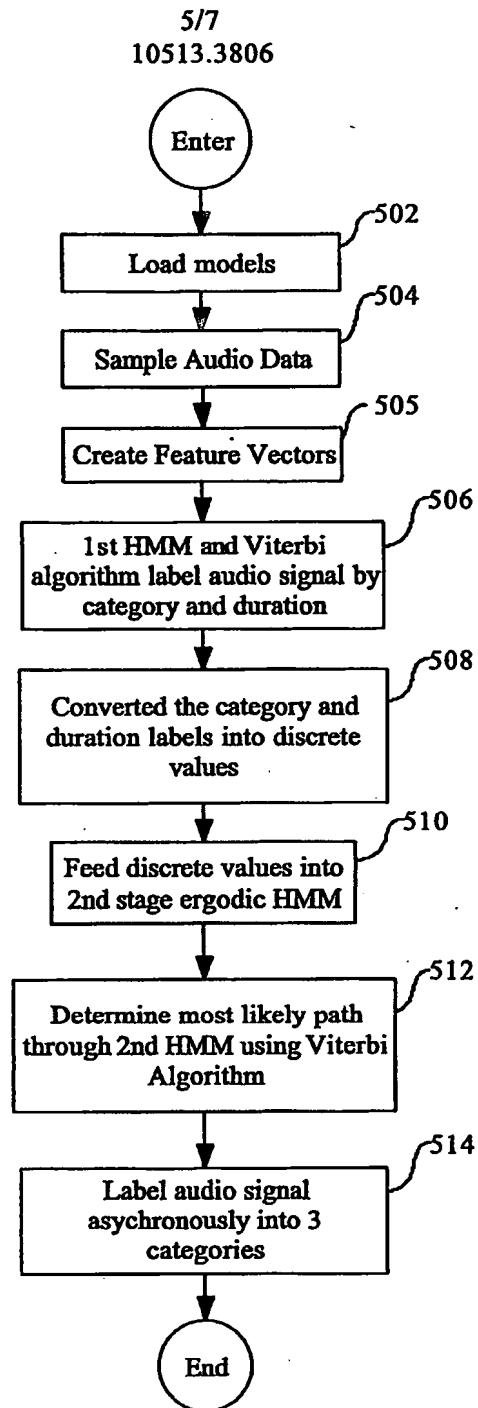 5/7
10513.3806
Enter
502
Load models
504
Sample Audio Data
505
Create Feature Vectors
506
1st HMM and Viterbi
algorithm label audio signal by
category and duration
508
Converted the category and
duration labels into discrete
values
510
Feed discrete values into
2nd stage ergodic HMM
512
Determine most likely path
through 2nd HMM using Viterbi
Algorithm
514
Label audio signal
asychronously into 3
categories
End